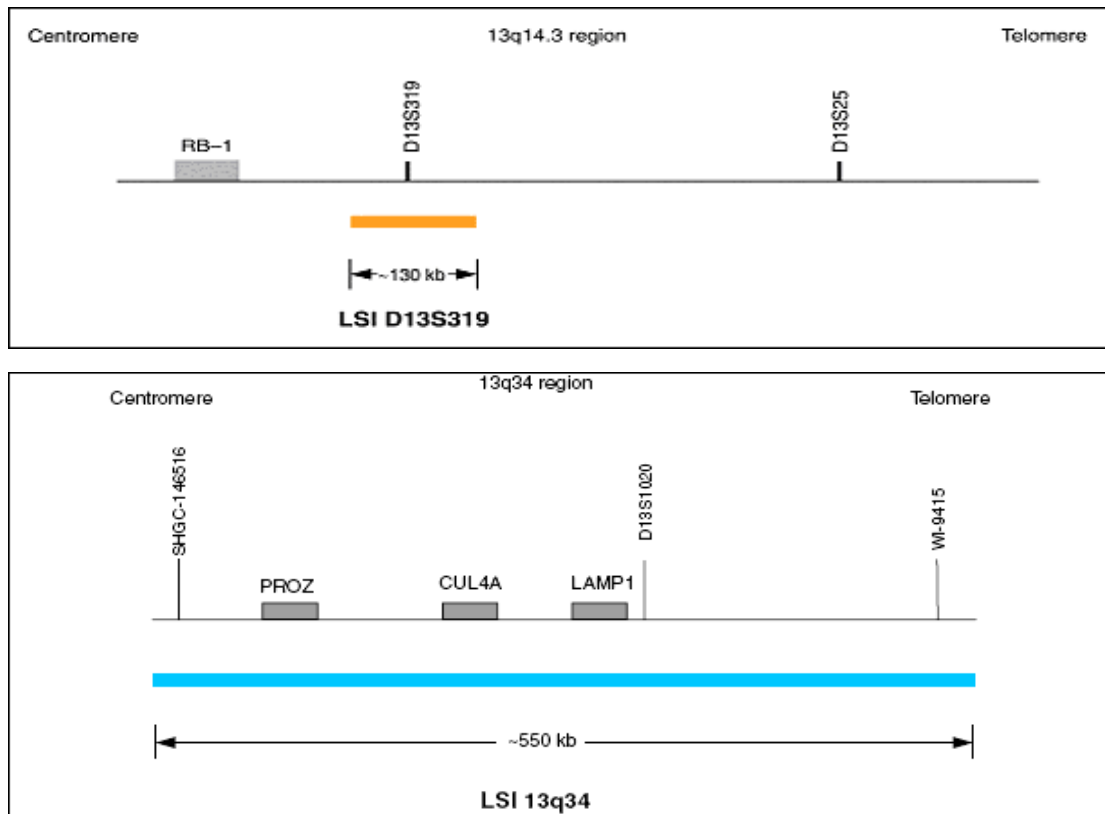 Centromere 13q14.3 region Telomere
RB-1
D13S319
D13S25
~130 kb
LSI D13S319
13q34 region
Centromere Telomere
SHGC-146516
PROZ
CUL4A
LAMP1
D13S1020
WI-9415
~550 kb
LSI 13q34